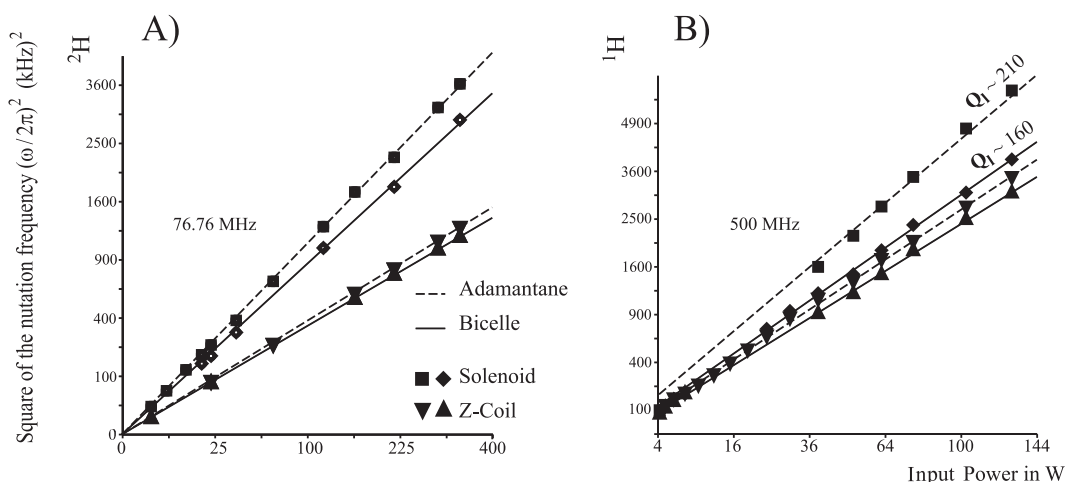 A)
²H
Square of the nutation frequency (ω/2π)² (kHz)²
3600
2500
1600
900
400
100
0
76.76 MHz
Adamantane
Bicelle
Solenoid
Z-Coil
0 25 100 225 400
B)
¹H
4900
3600
2500
1600
900
400
100
Q₁~210
Q₁~160
500 MHz
4 16 36 64 100 144
Input Power in W